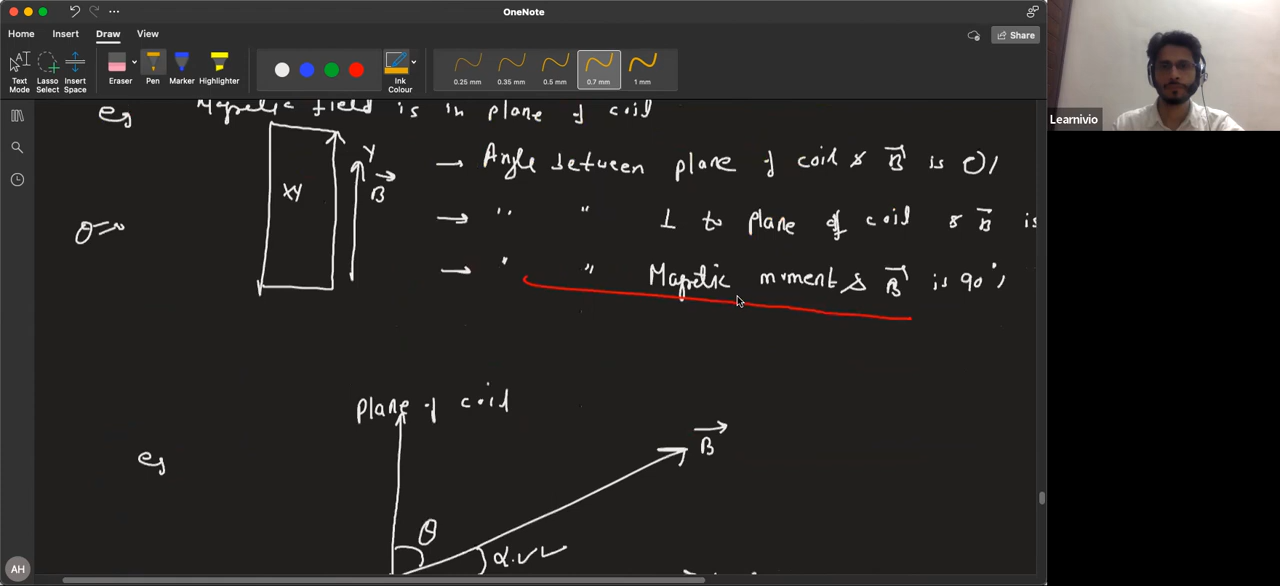 OneNote
Home Insert Draw View
Share
Text Mode
Lasso Select
Insert Space
Eraser
Pen
Marker
Highlighter
Ink Colour
0.25 mm
0.35 mm
0.5 mm
0.7 mm
1 mm
Learnivio
eg Magnetic field is in plane of coil
XY
Y
B
→ Angle between plane of coil & B is 0
→ " " ⊥ to plane of coil & B is
→ " " Magnetic moment & B is 90°
Plane of coil
eg
B
θ
α
AH